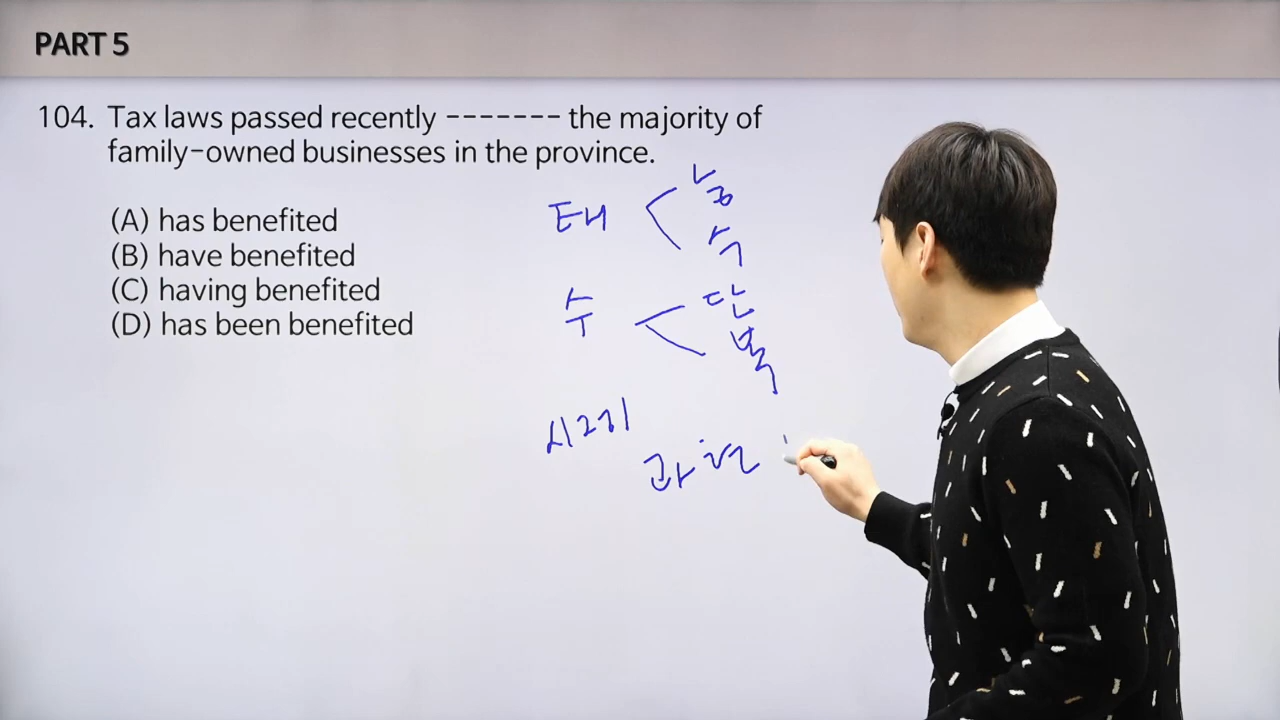 PART 5
104. Tax laws passed recently ------- the majority of
family-owned businesses in the province.
(A) has benefited
(B) have benefited
(C) having benefited
(D) has been benefited
태
능
수
수
단
복
시제
과 현